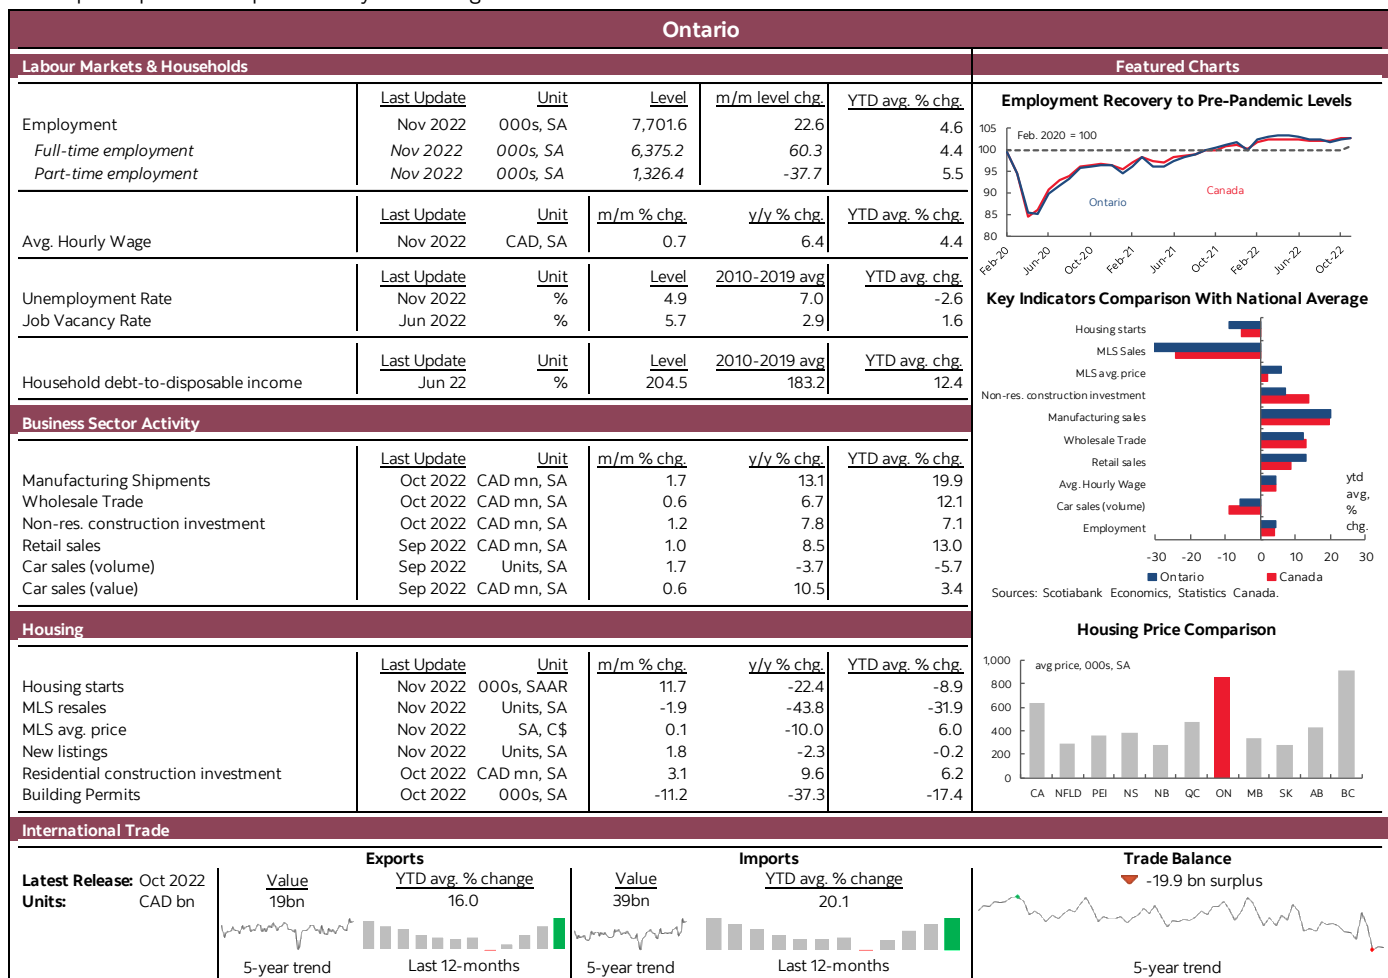 Ontario
Labour Markets & Households
Last Update Unit Level m/m level chg. YTD avg. % chg.
Employment Nov 2022 000s, SA 7,701.6 22.6 4.6
Full-time employment Nov 2022 000s, SA 6,375.2 60.3 4.4
Part-time employment Nov 2022 000s, SA 1,326.4 -37.7 5.5
Last Update Unit m/m % chg. y/y % chg. YTD avg. % chg.
Avg. Hourly Wage Nov 2022 CAD, SA 0.7 6.4 4.4
Last Update Unit Level 2010-2019 avg YTD avg. chg.
Unemployment Rate Nov 2022 % 4.9 7.0 -2.6
Job Vacancy Rate Jun 2022 % 5.7 2.9 1.6
Last Update Unit Level 2010-2019 avg YTD avg. chg.
Household debt-to-disposable income Jun 22 % 204.5 183.2 12.4
Business Sector Activity
Last Update Unit m/m % chg. y/y % chg. YTD avg. % chg.
Manufacturing Shipments Oct 2022 CAD mn, SA 1.7 13.1 19.9
Wholesale Trade Oct 2022 CAD mn, SA 0.6 6.7 12.1
Non-res. construction investment Oct 2022 CAD mn, SA 1.2 7.8 7.1
Retail sales Sep 2022 CAD mn, SA 1.0 8.5 13.0
Car sales (volume) Sep 2022 Units, SA 1.7 -3.7 -5.7
Car sales (value) Sep 2022 CAD mn, SA 0.6 10.5 3.4
Housing
Last Update Unit m/m % chg. y/y % chg. YTD avg. % chg.
Housing starts Nov 2022 000s, SAAR 11.7 -22.4 -8.9
MLS resales Nov 2022 Units, SA -1.9 -43.8 -31.9
MLS avg. price Nov 2022 SA, C$ 0.1 -10.0 6.0
New listings Nov 2022 Units, SA 1.8 -2.3 -0.2
Residential construction investment Oct 2022 CAD mn, SA 3.1 9.6 6.2
Building Permits Oct 2022 000s, SA -11.2 -37.3 -17.4
Featured Charts
Employment Recovery to Pre-Pandemic Levels
105
Feb. 2020 = 100
100
95
90
85
80
Canada
Ontario
Feb-20 Jun-20 Oct-20 Feb-21 Jun-21 Oct-21 Feb-22 Jun-22 Oct-22
Key Indicators Comparison With National Average
Housing starts
MLS Sales
MLS avg. price
Non-res. construction investment
Manufacturing sales
Wholesale Trade
Retail sales
Avg. Hourly Wage
Car sales (volume)
Employment
ytd
avg,
%
chg.
-30 -20 -10 0 10 20 30
Ontario Canada
Sources: Scotiabank Economics, Statistics Canada.
Housing Price Comparison
avg price, 000s, SA
1,000
800
600
400
200
0
CA NFLD PEI NS NB QC ON MB SK AB BC
International Trade
Exports Imports Trade Balance
Latest Release: Oct 2022 Value YTD avg. % change Value YTD avg. % change -19.9 bn surplus
Units: CAD bn 19bn 16.0 39bn 20.1
5-year trend Last 12-months 5-year trend Last 12-months 5-year trend